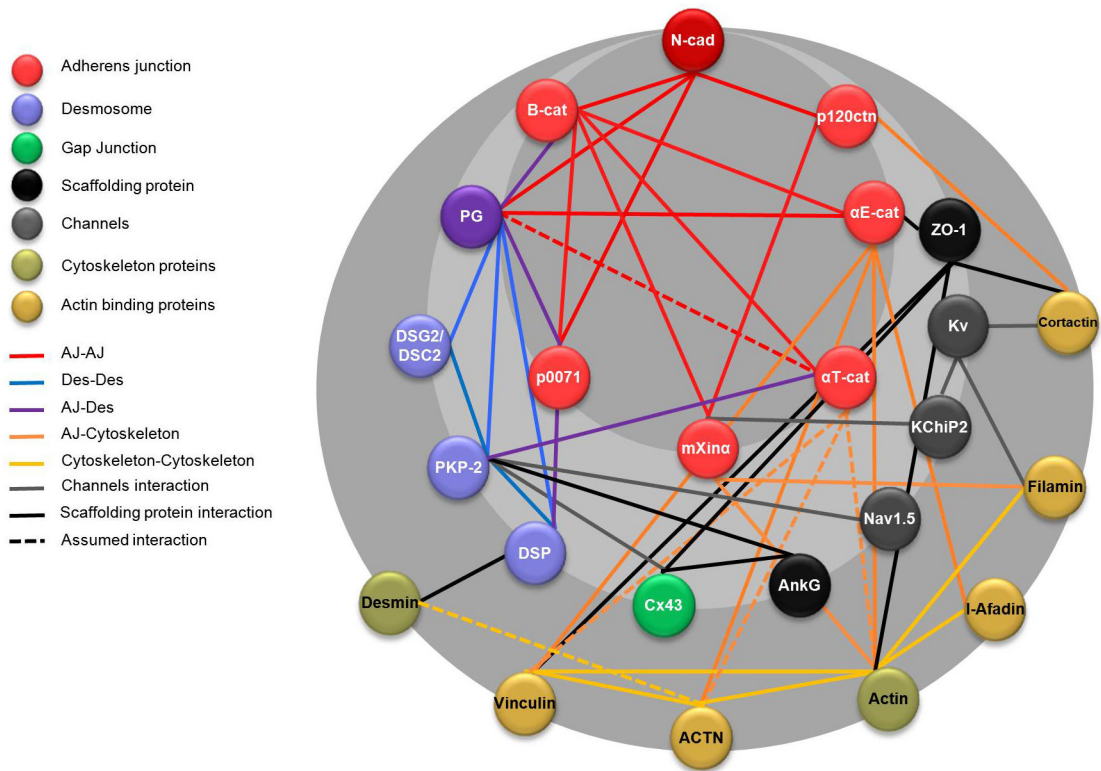 Adherens junction
Desmosome
Gap Junction
Scaffolding protein
Channels
Cytoskeleton proteins
Actin binding proteins
AJ-AJ
Des-Des
AJ-Des
AJ-Cytoskeleton
Cytoskeleton-Cytoskeleton
Channels interaction
Scaffolding protein interaction
Assumed interaction
N-cad
B-cat
p120ctn
PG
αE-cat
ZO-1
Kv
Cortactin
DSG2/
DSC2
p0071
αT-cat
KChiP2
mXinα
PKP-2
Filamin
Nav1.5
DSP
AnkG
Desmin
Cx43
l-Afadin
Vinculin
Actin
ACTN